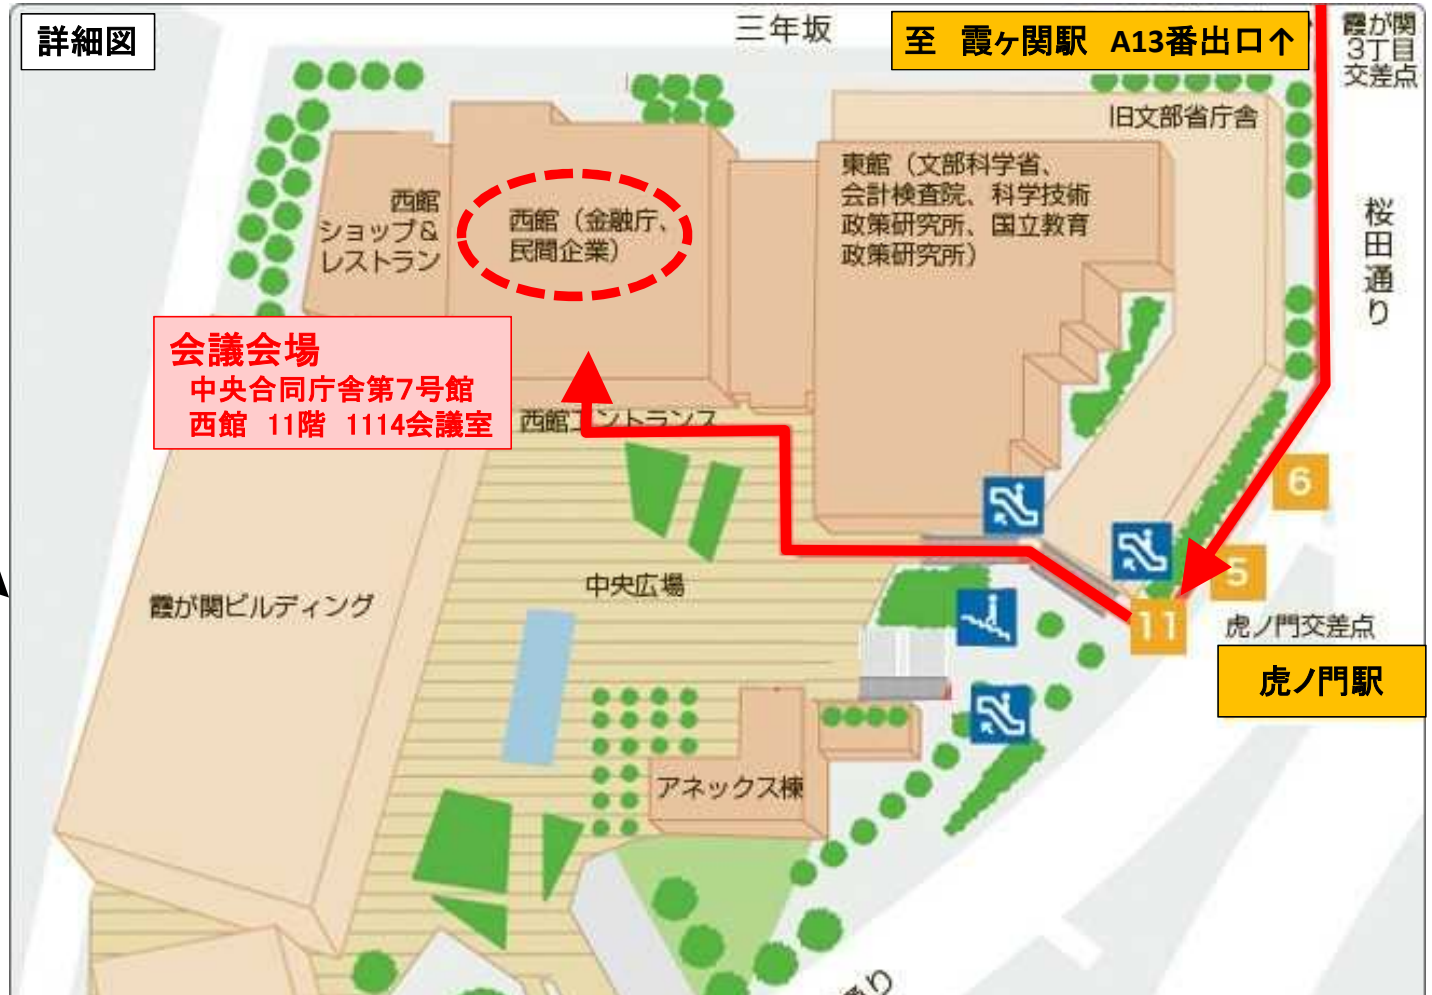 詳細図
三年坂
至 霞ヶ関駅 A13番出口↑
霞が関
3丁目
交差点
旧文部省庁舎
東館（文部科学省、
会計検査院、科学技術
政策研究所、国立教育
政策研究所）
西館
ショップ&
レストラン
西館（金融庁、
民間企業）
桜田通り
会議会場
中央合同庁舎第7号館
西館 11階 1114会議室
西館エントランス
6
5
11
中央広場
霞が関ビルディング
虎ノ門交差点
虎ノ門駅
アネックス棟
通り